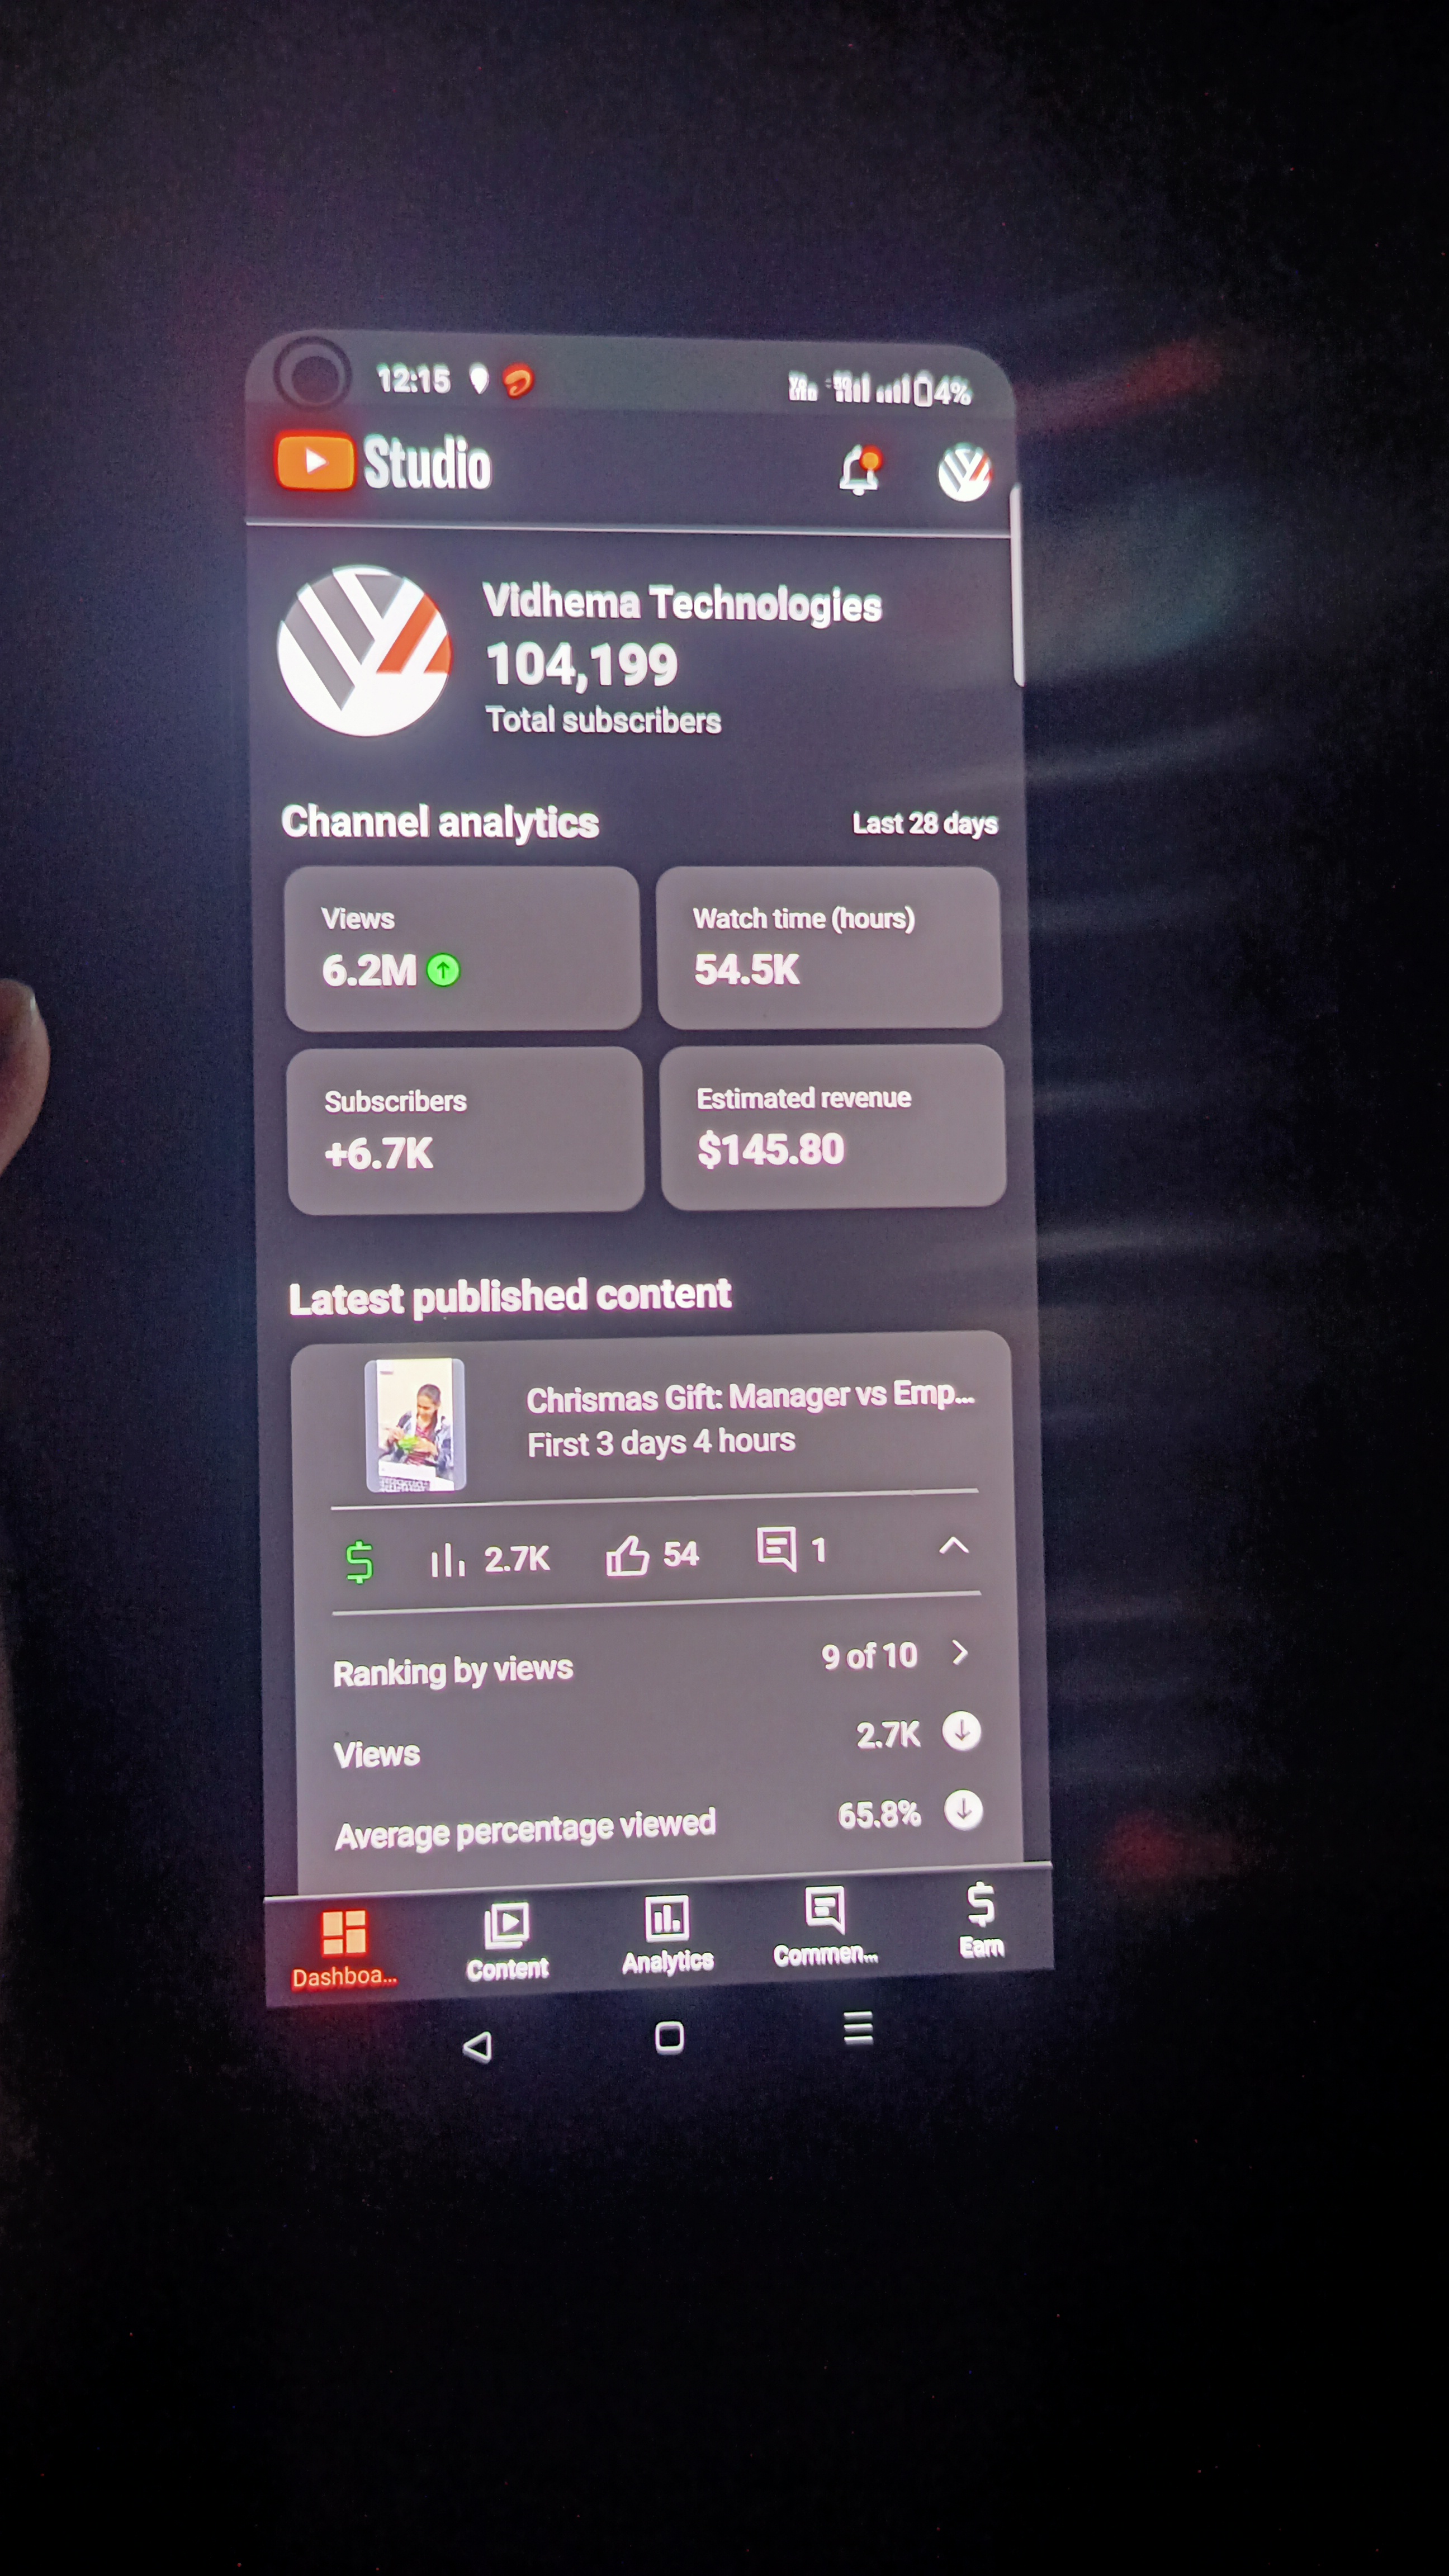 12:15
4%
Studio
Vidhema Technologies
104,199
Total subscribers
Channel analytics
Last 28 days
Views
6.2M
Watch time (hours)
54.5K
Subscribers
+6.7K
Estimated revenue
$145.80
Latest published content
Chrismas Gift: Manager vs Emp...
First 3 days 4 hours
$ 2.7K 54 1
Ranking by views 9 of 10
Views 2.7K
Average percentage viewed 65.8%
Dashboa... Content Analytics Commen... Earn